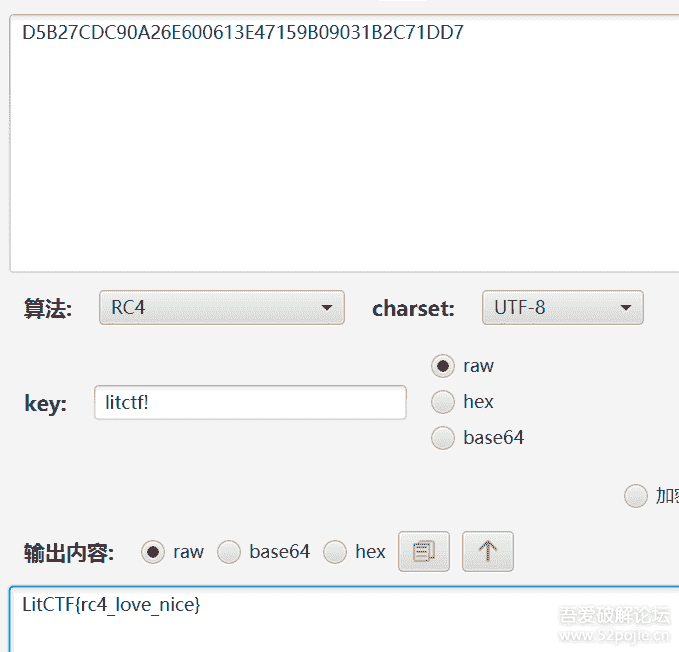 D5B27CDC90A26E600613E47159B09031B2C71DD7
算法: RC4 charset: UTF-8
raw
key: litctf! hex
base64
加密
输出内容: raw base64 hex
LitCTF{rc4_love_nice}
吾爱破解论坛
www.52pojie.cn